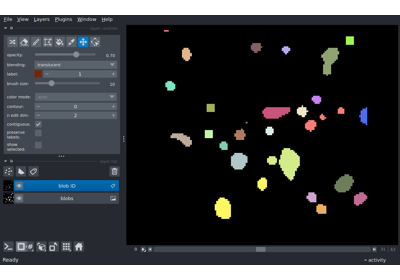 File View Layers Plugins Window Help
opacity: 0.70
blending: translucent
label: 1
brush size: 10
color mode: auto
contour: 0
n edit dim: 2
contiguous:
preserve labels:
show selected:
blob ID
blobs
Ready
activity